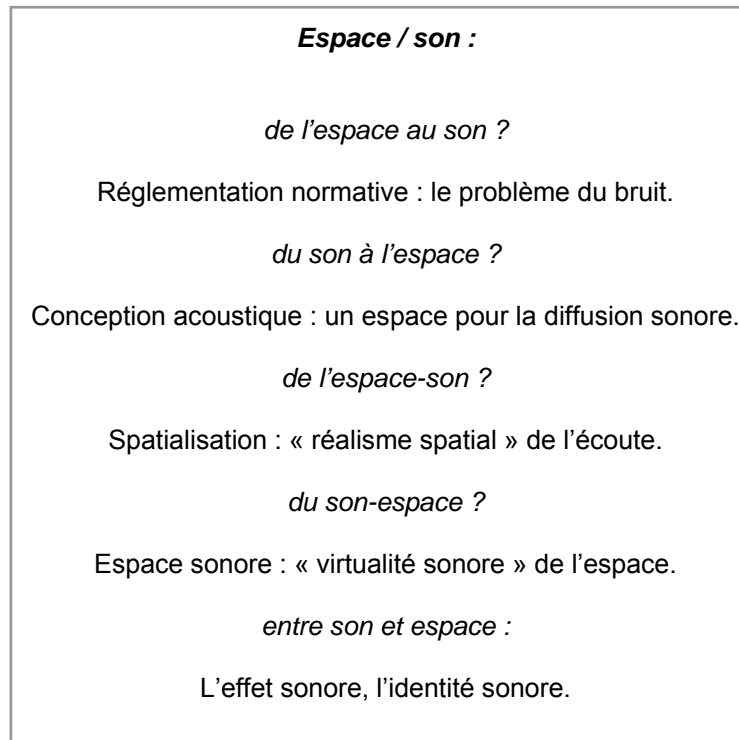 Espace / son :
de l’espace au son ?
Réglementation normative : le problème du bruit.
du son à l’espace ?
Conception acoustique : un espace pour la diffusion sonore.
de l’espace-son ?
Spatialisation : « réalisme spatial » de l’écoute.
du son-espace ?
Espace sonore : « virtualité sonore » de l’espace.
entre son et espace :
L’effet sonore, l’identité sonore.